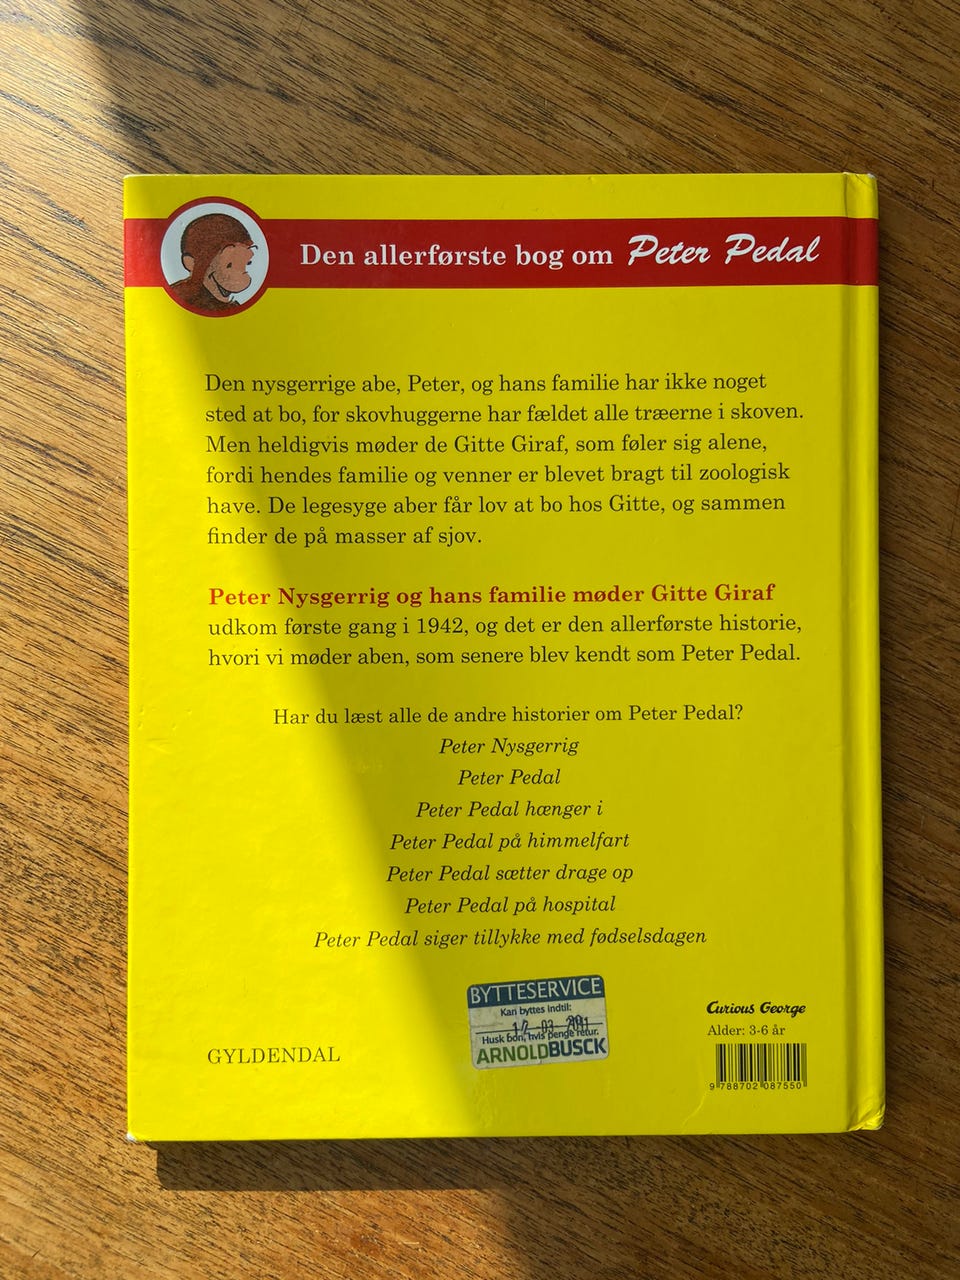 Den allerførste bog om Peter Pedal
Den nysgerrige abe, Peter, og hans familie har ikke noget
sted at bo, for skovhuggerne har fældet alle træerne i skoven.
Men heldigvis møder de Gitte Giraf, som føler sig alene,
fordi hendes familie og venner er blevet bragt til zoologisk
have. De legesyge aber får lov at bo hos Gitte, og sammen
finder de på masser af sjov.
Peter Nysgerrig og hans familie møder Gitte Giraf
udkom første gang i 1942, og det er den allerførste historie,
hvori vi møder aben, som senere blev kendt som Peter Pedal.
Har du læst alle de andre historier om Peter Pedal?
Peter Nysgerrig
Peter Pedal
Peter Pedal hænger i
Peter Pedal på himmelfart
Peter Pedal sætter drage op
Peter Pedal på hospital
Peter Pedal siger tillykke med fødselsdagen
BYTTESERVICE
Kan byttes indtil:
Husk bon, hvis penge retur.
ARNOLDBUSCK
GYLDENDAL
Curious George
Alder: 3-6 år
9 788702 087550